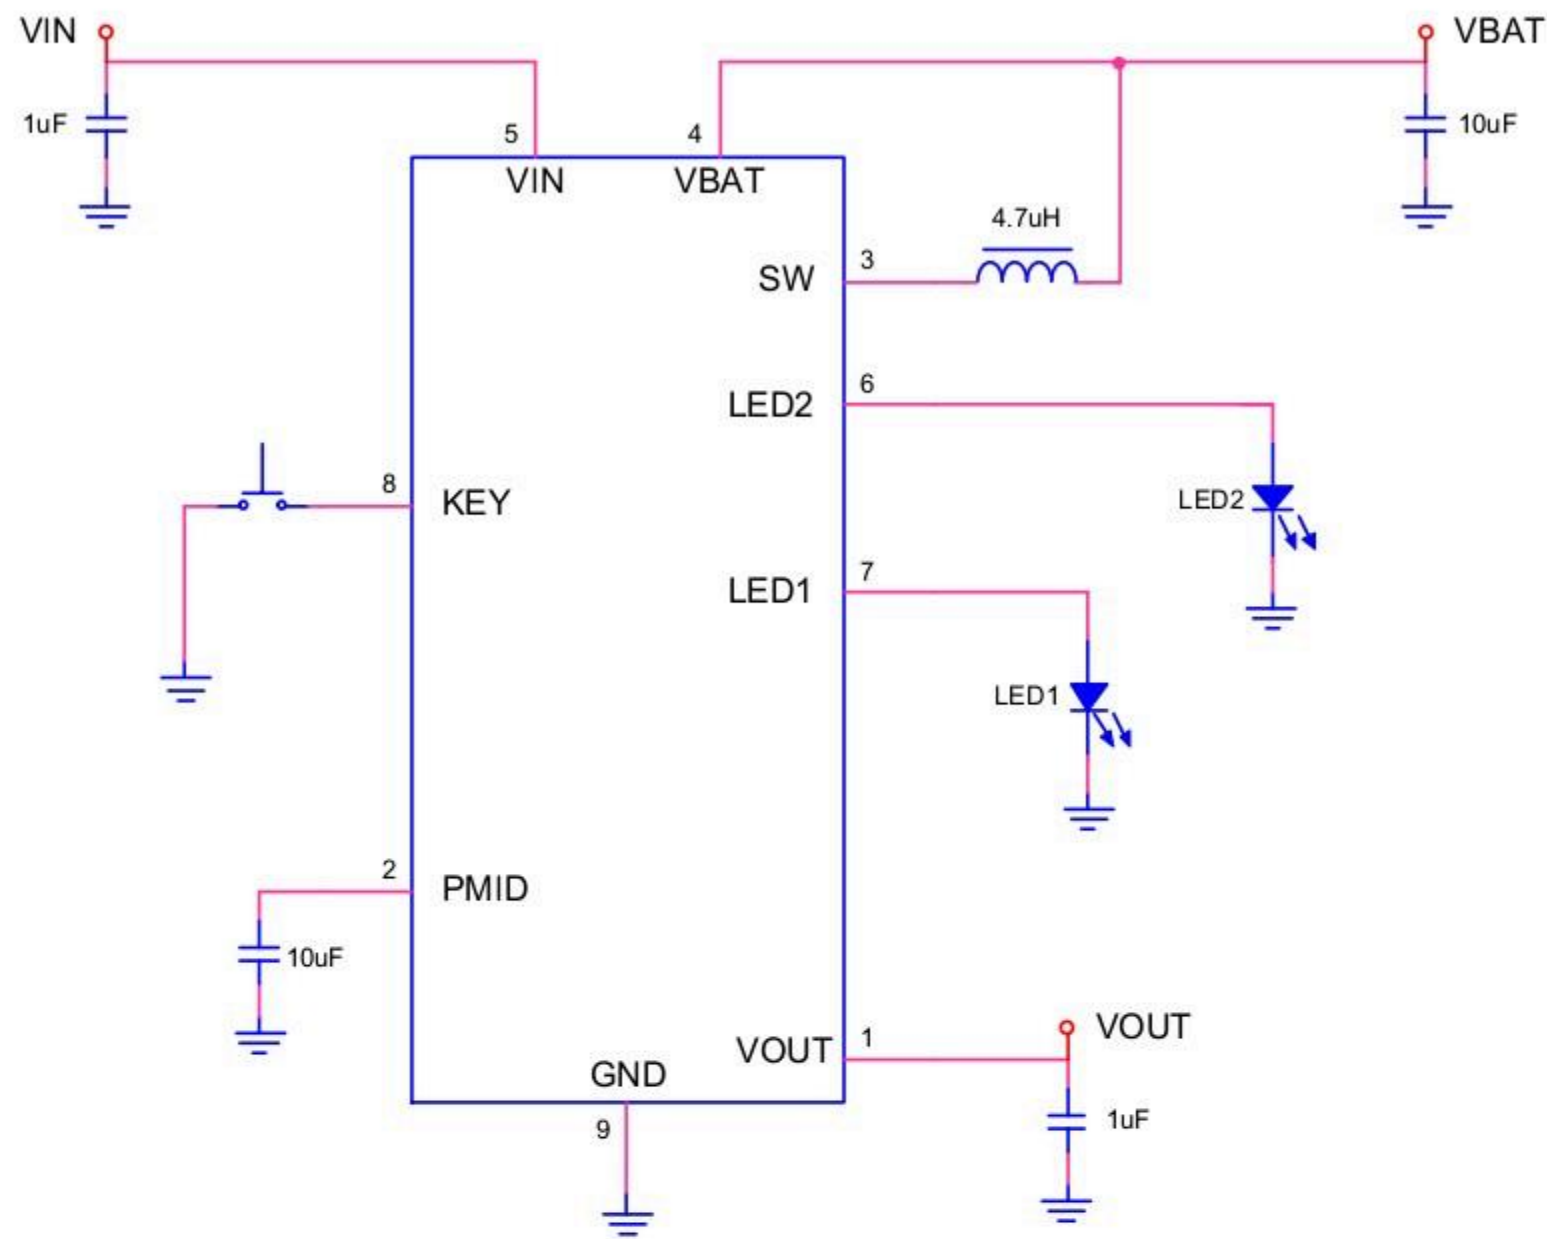 VIN
VBAT
1uF
10uF
5
4
VIN
VBAT
4.7uH
3
SW
6
LED2
8
KEY
LED2
7
LED1
LED1
2
PMID
10uF
VOUT
1
VOUT
GND
9
1uF